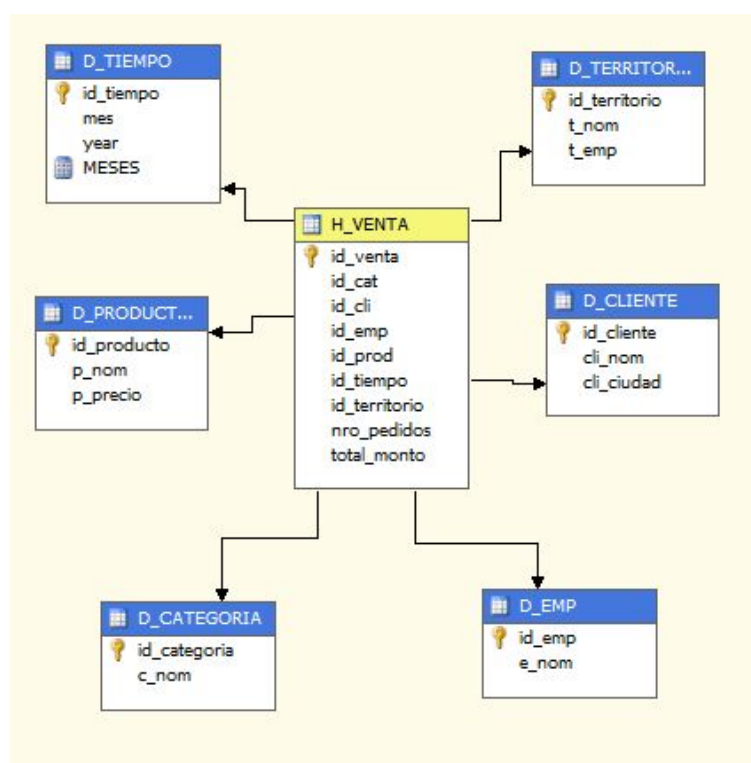 D_TIEMPO
id_tiempo
mes
year
MESES
D_TERRITOR...
id_territorio
t_nom
t_emp
H_VENTA
id_venta
id_cat
id_cli
id_emp
id_prod
id_tiempo
id_territorio
nro_pedidos
total_monto
D_PRODUCT...
id_producto
p_nom
p_precio
D_CLIENTE
id_cliente
cli_nom
cli_ciudad
D_CATEGORIA
id_categoria
c_nom
D_EMP
id_emp
e_nom